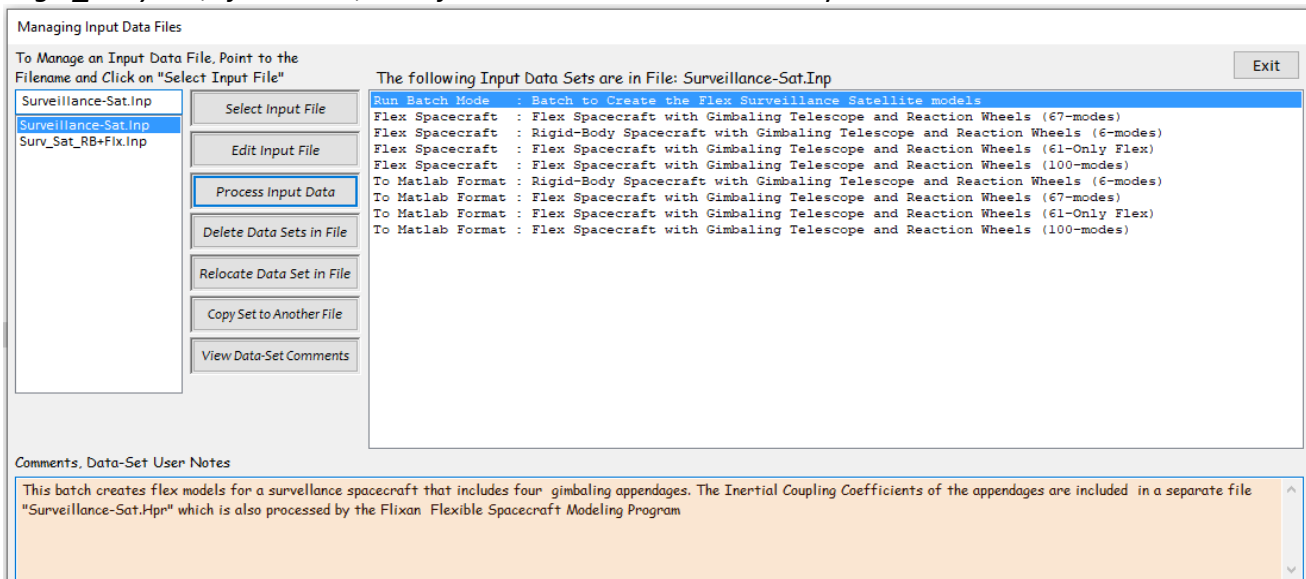 Managing Input Data Files
To Manage an Input Data File, Point to the
Filename and Click on "Select Input File"
The following Input Data Sets are in File: Surveillance-Sat.Inp
Exit
Surveillance-Sat.Inp
Surveillance-Sat.Inp
Surv_Sat_RB+Flx.Inp
Select Input File
Edit Input File
Process Input Data
Delete Data Sets in File
Relocate Data Set in File
Copy Set to Another File
View Data-Set Comments
Run Batch Mode : Batch to Create the Flex Surveillance Satellite models
Flex Spacecraft : Flex Spacecraft with Gimbaling Telescope and Reaction Wheels (67-modes)
Flex Spacecraft : Rigid-Body Spacecraft with Gimbaling Telescope and Reaction Wheels (6-modes)
Flex Spacecraft : Flex Spacecraft with Gimbaling Telescope and Reaction Wheels (61-Only Flex)
Flex Spacecraft : Flex Spacecraft with Gimbaling Telescope and Reaction Wheels (100-modes)
To Matlab Format : Rigid-Body Spacecraft with Gimbaling Telescope and Reaction Wheels (6-modes)
To Matlab Format : Flex Spacecraft with Gimbaling Telescope and Reaction Wheels (67-modes)
To Matlab Format : Flex Spacecraft with Gimbaling Telescope and Reaction Wheels (61-Only Flex)
To Matlab Format : Flex Spacecraft with Gimbaling Telescope and Reaction Wheels (100-modes)
Comments, Data-Set User Notes
This batch creates flex models for a survellance spacecraft that includes four gimbaling appendages. The Inertial Coupling Coefficients of the appendages are included in a separate file
"Surveillance-Sat.Hpr" which is also processed by the Flixan Flexible Spacecraft Modeling Program